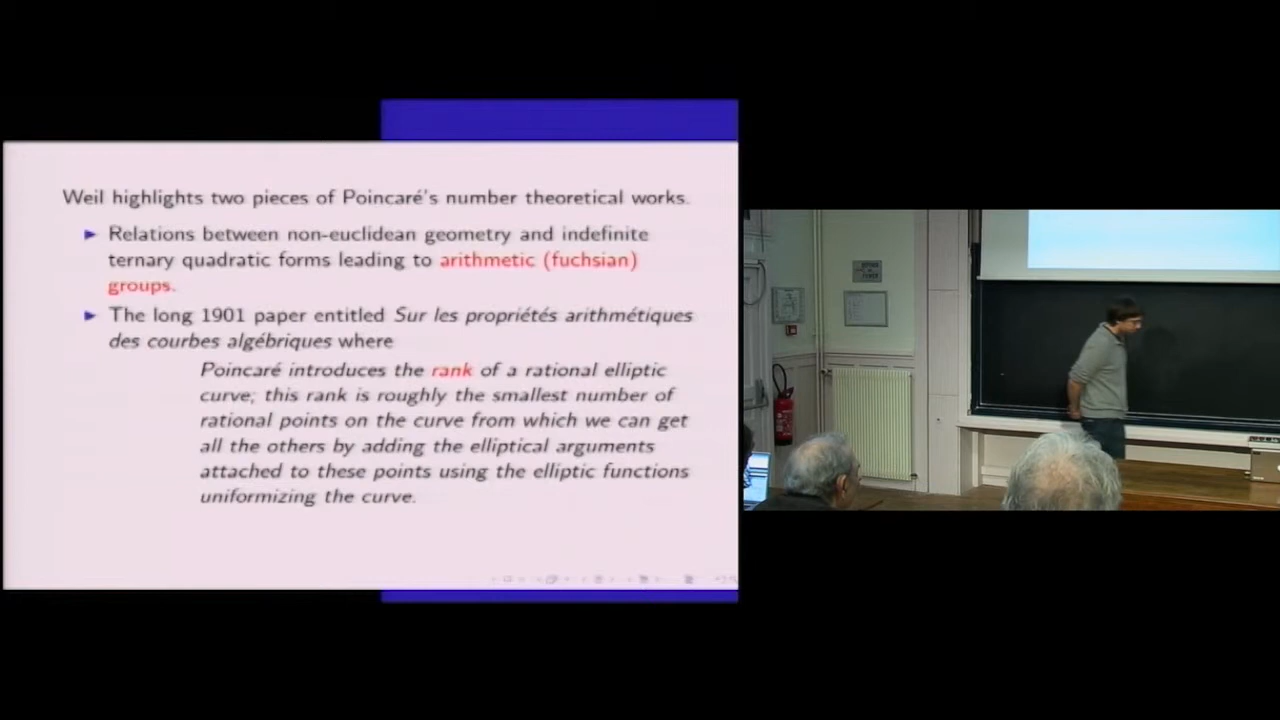 Weil highlights two pieces of Poincaré's number theoretical works.
Relations between non-euclidean geometry and indefinite
ternary quadratic forms leading to arithmetic (fuchsian)
groups.
The long 1901 paper entitled Sur les propriétés arithmétiques
des courbes algébriques where
Poincaré introduces the rank of a rational elliptic
curve; this rank is roughly the smallest number of
rational points on the curve from which we can get
all the others by adding the elliptical arguments
attached to these points using the elliptic functions
uniformizing the curve.